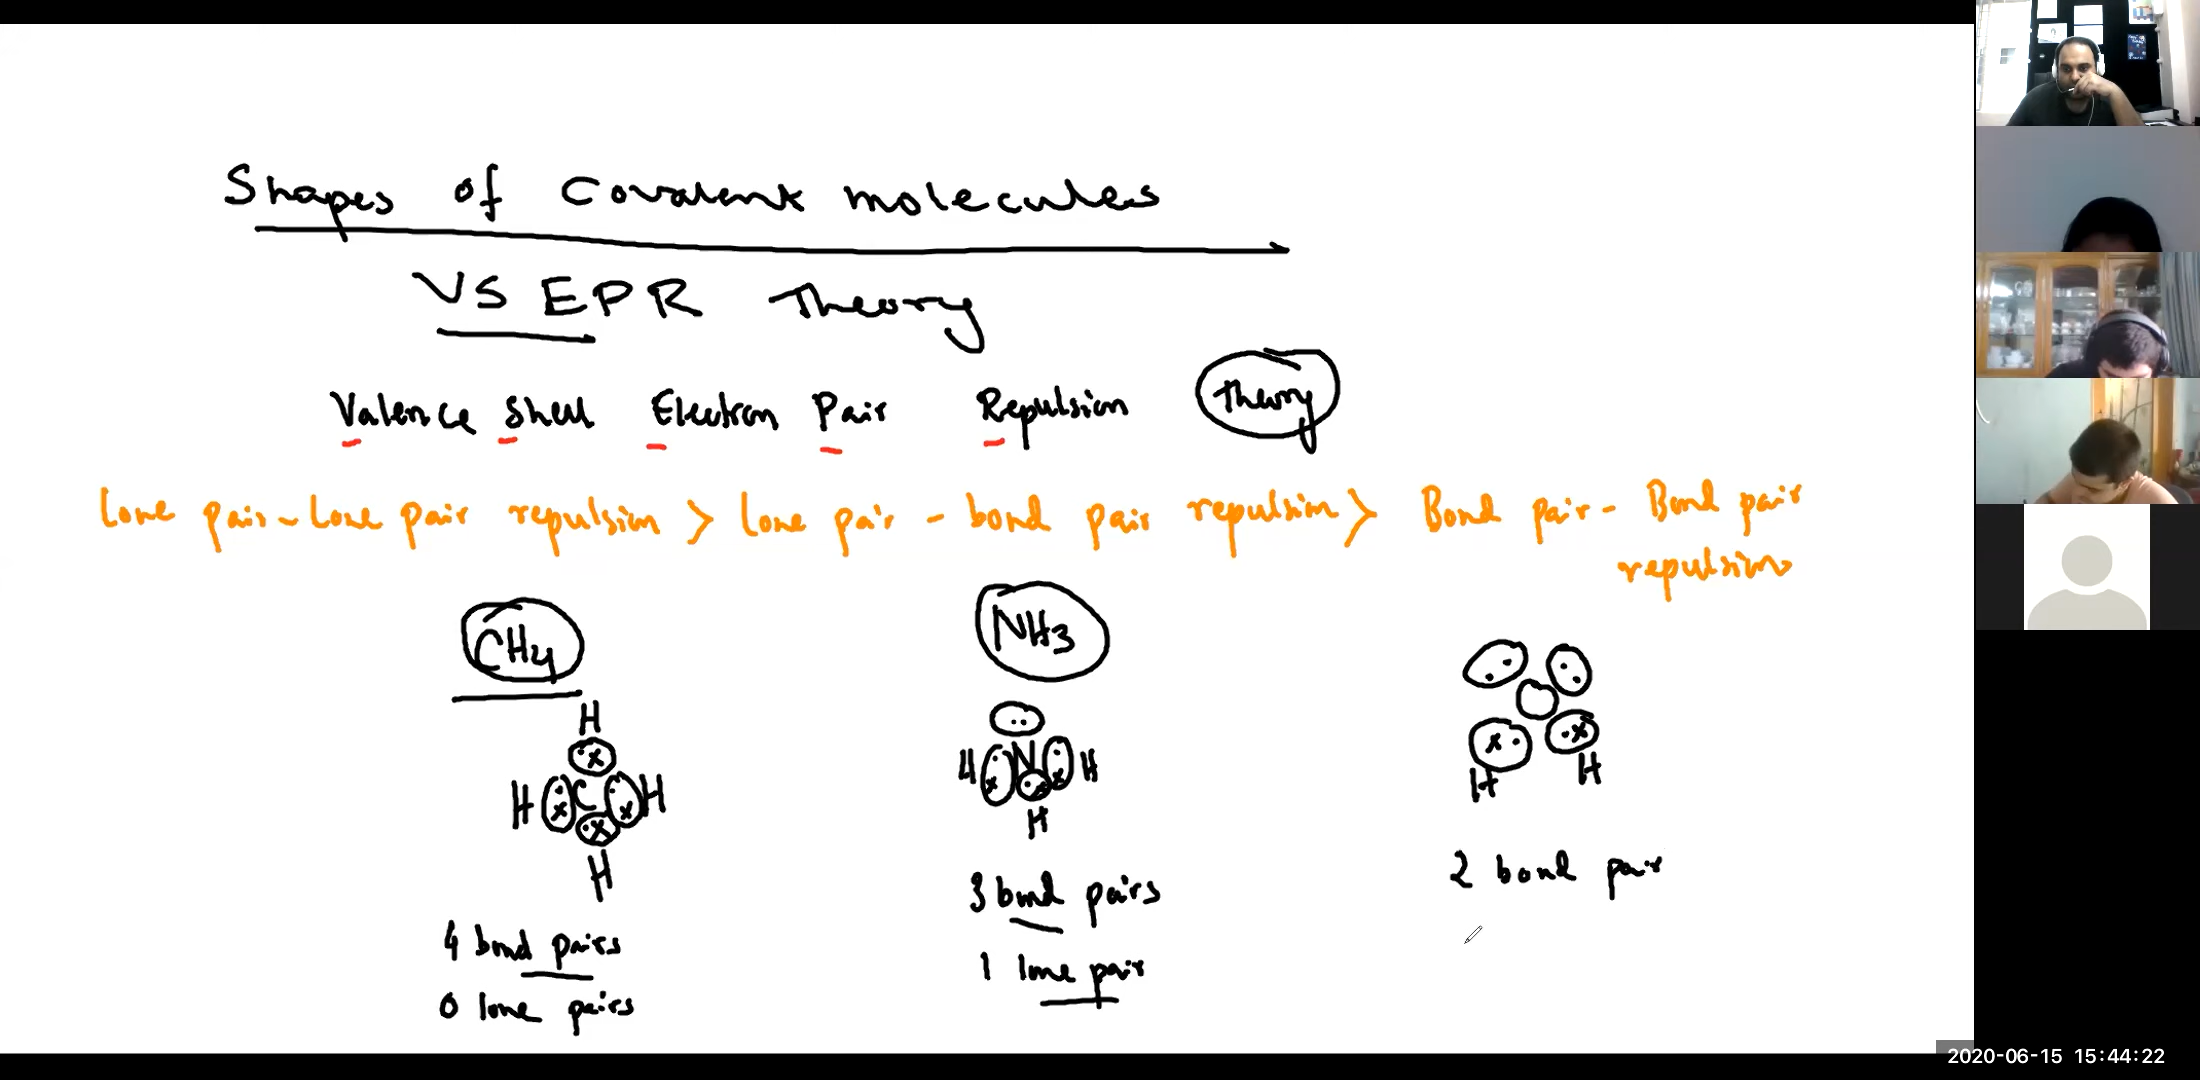 Shapes of Covalent molecules
VSEPR Theory
Valence Shell Electron Pair Repulsion Theory
Lone pair - Lone pair repulsion > lone pair - bond pair repulsion > Bond pair - Bond pair
repulsion
CH4
NH3
H
H C H
H
H N H
H
O
H H
4 bond pairs
0 lone pairs
3 bond pairs
1 lone pair
2 bond pair
2020-06-15 15:44:22